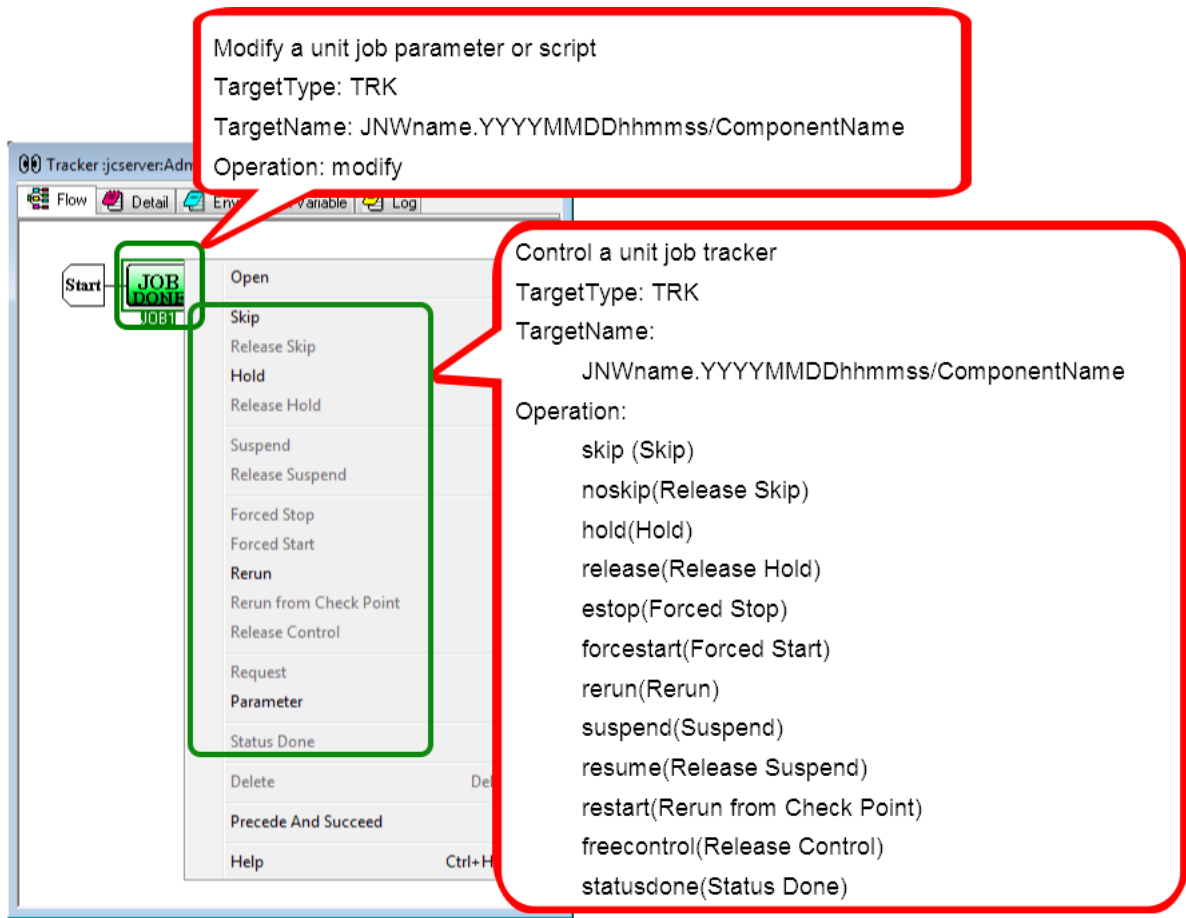 Modify a unit job parameter or script
TargetType: TRK
TargetName: JNWname.YYYYMMDDhhmmss/ComponentName
Operation: modify
Tracker :jcserver:Adm
Flow Detail Env Variable Log
Start
JOB
DONE
JOB1
Open
Skip
Release Skip
Hold
Release Hold
Suspend
Release Suspend
Forced Stop
Forced Start
Rerun
Rerun from Check Point
Release Control
Request
Parameter
Status Done
Delete Del
Precede And Succeed
Help Ctrl+H
Control a unit job tracker
TargetType: TRK
TargetName:
JNWname.YYYYMMDDhhmmss/ComponentName
Operation:
skip (Skip)
noskip(Release Skip)
hold(Hold)
release(Release Hold)
estop(Forced Stop)
forcestart(Forced Start)
rerun(Rerun)
suspend(Suspend)
resume(Release Suspend)
restart(Rerun from Check Point)
freecontrol(Release Control)
statusdone(Status Done)